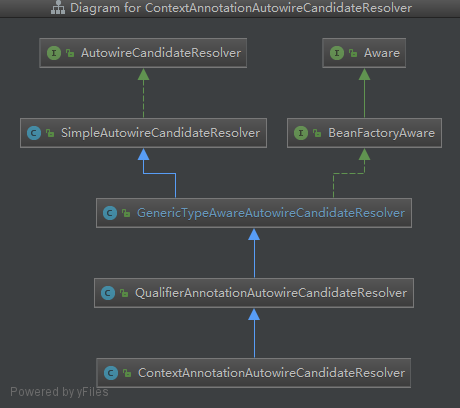 Diagram for ContextAnnotationAutowireCandidateResolver
I AutowireCandidateResolver
I Aware
C SimpleAutowireCandidateResolver
I BeanFactoryAware
C GenericTypeAwareAutowireCandidateResolver
C QualifierAnnotationAutowireCandidateResolver
C ContextAnnotationAutowireCandidateResolver
Powered by yFiles